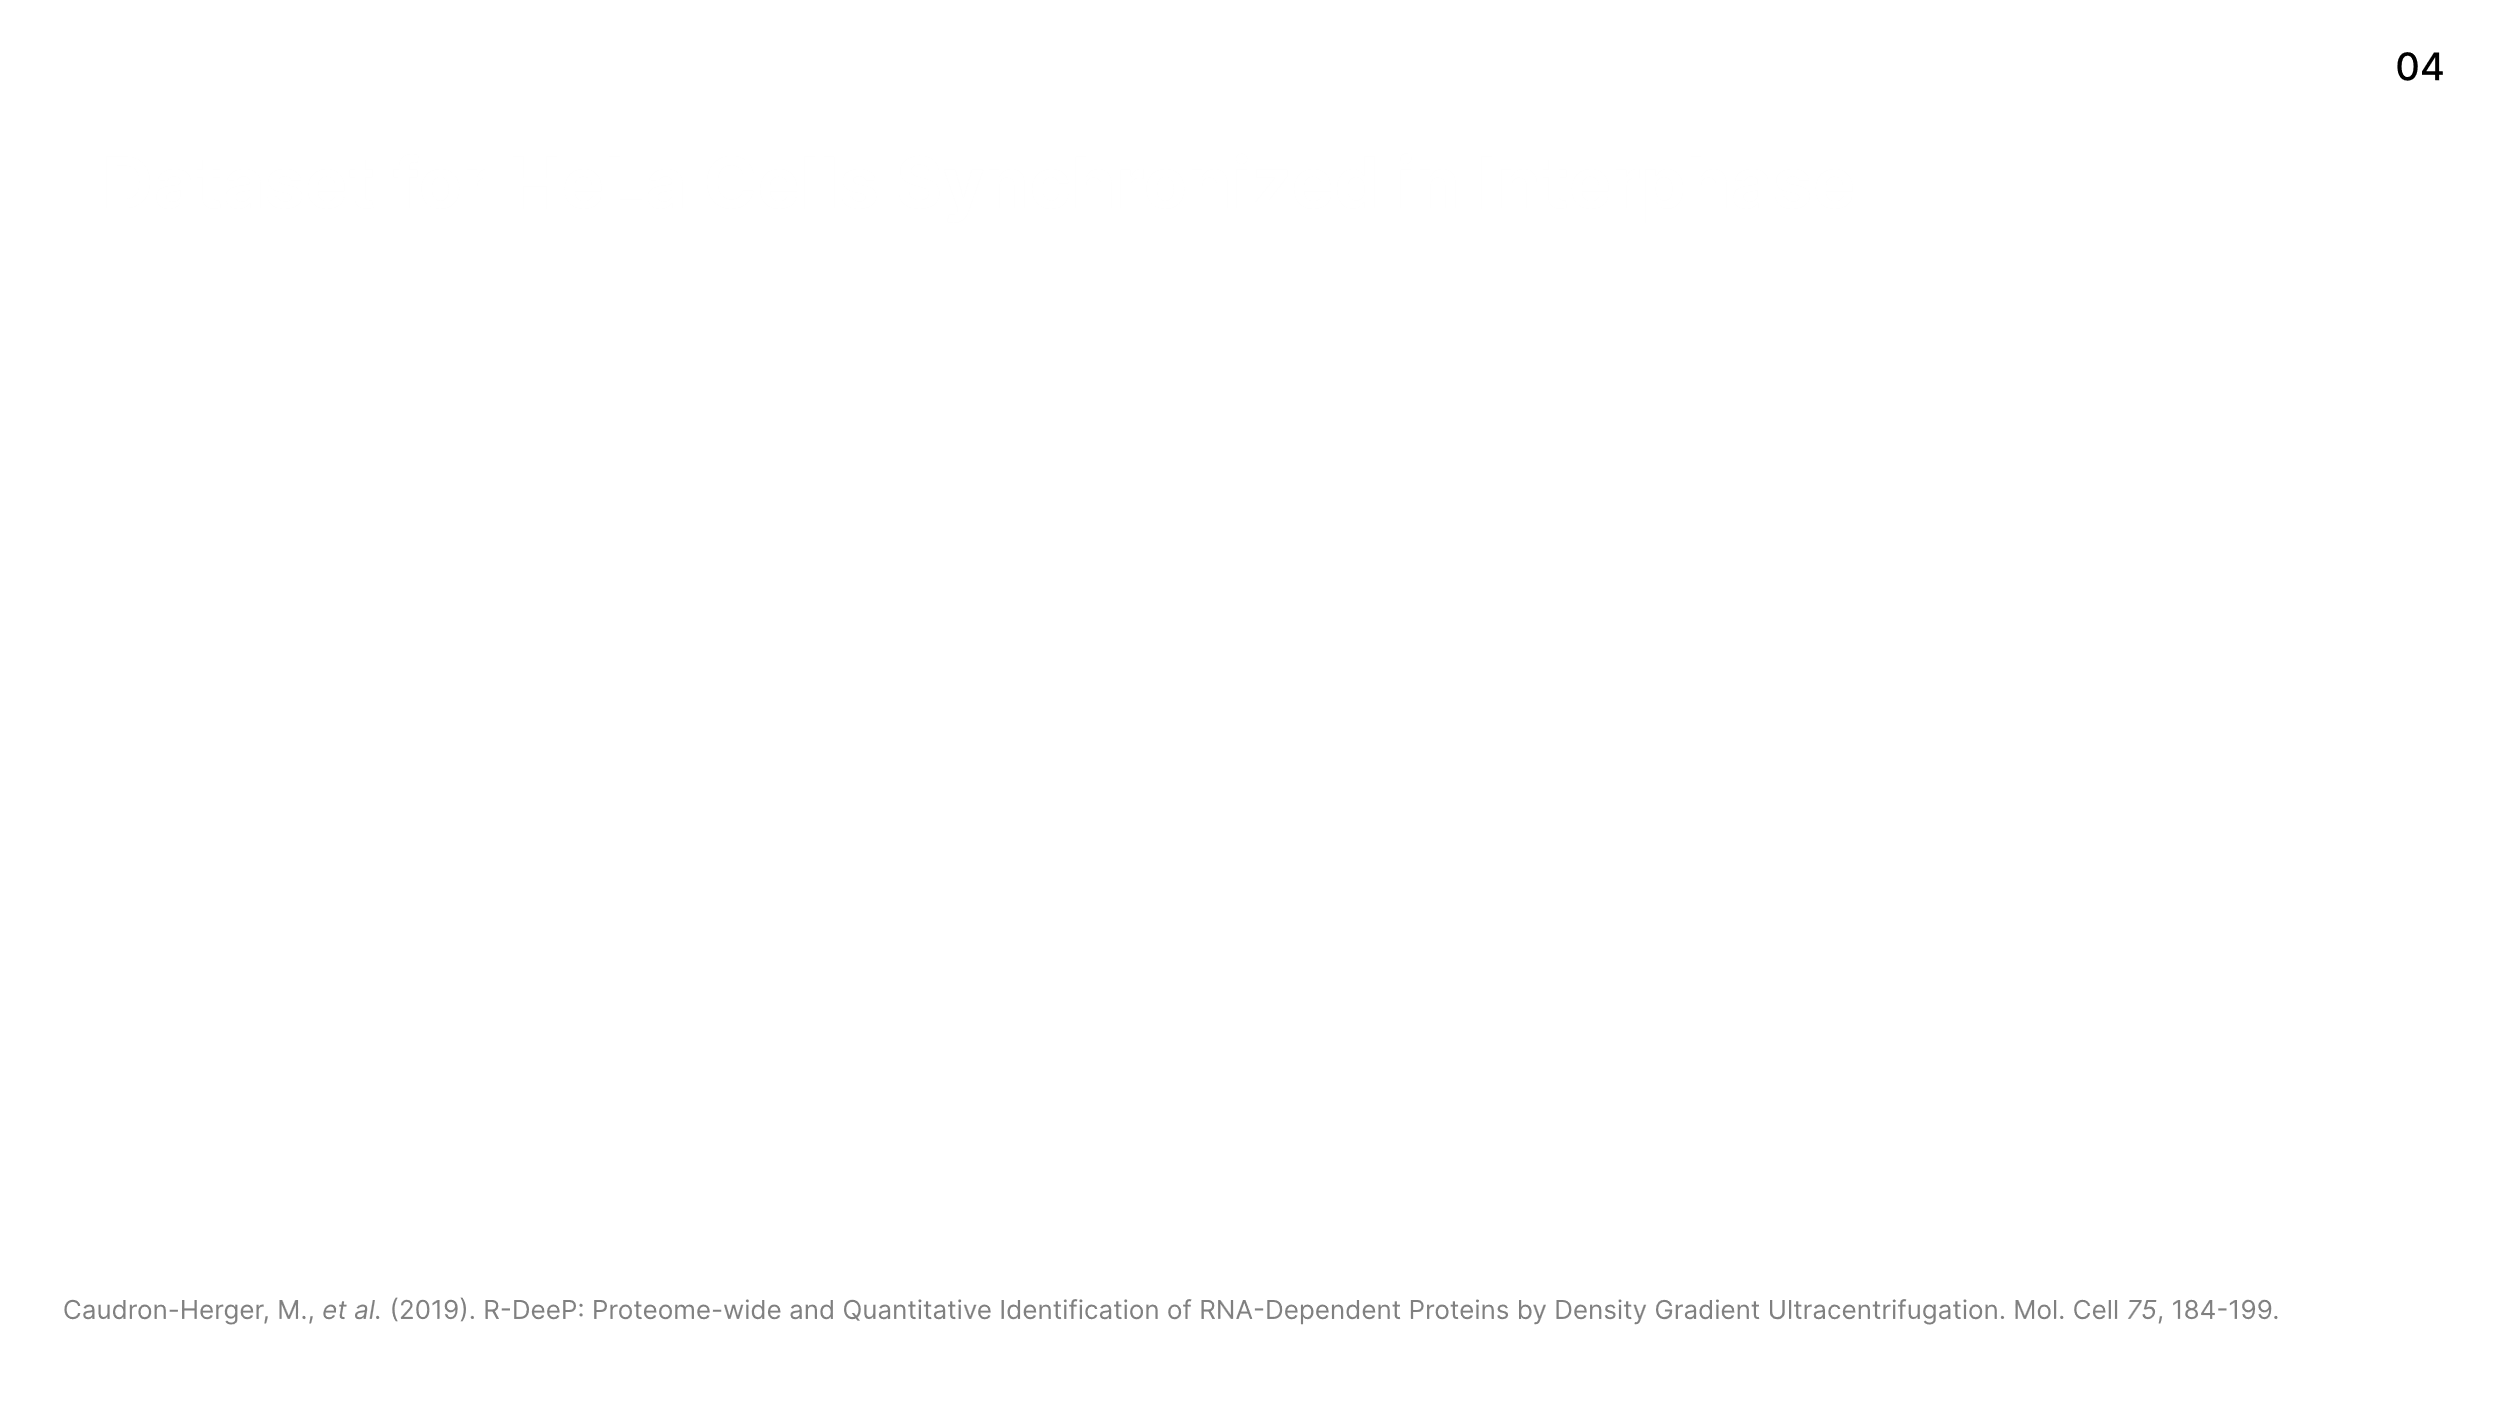 04
Caudron-Herger, M., et al. (2019). R-DeeP: Proteome-wide and Quantitative Identification of RNA-Dependent Proteins by Density Gradient Ultracentrifugation. Mol. Cell 75, 184-199.